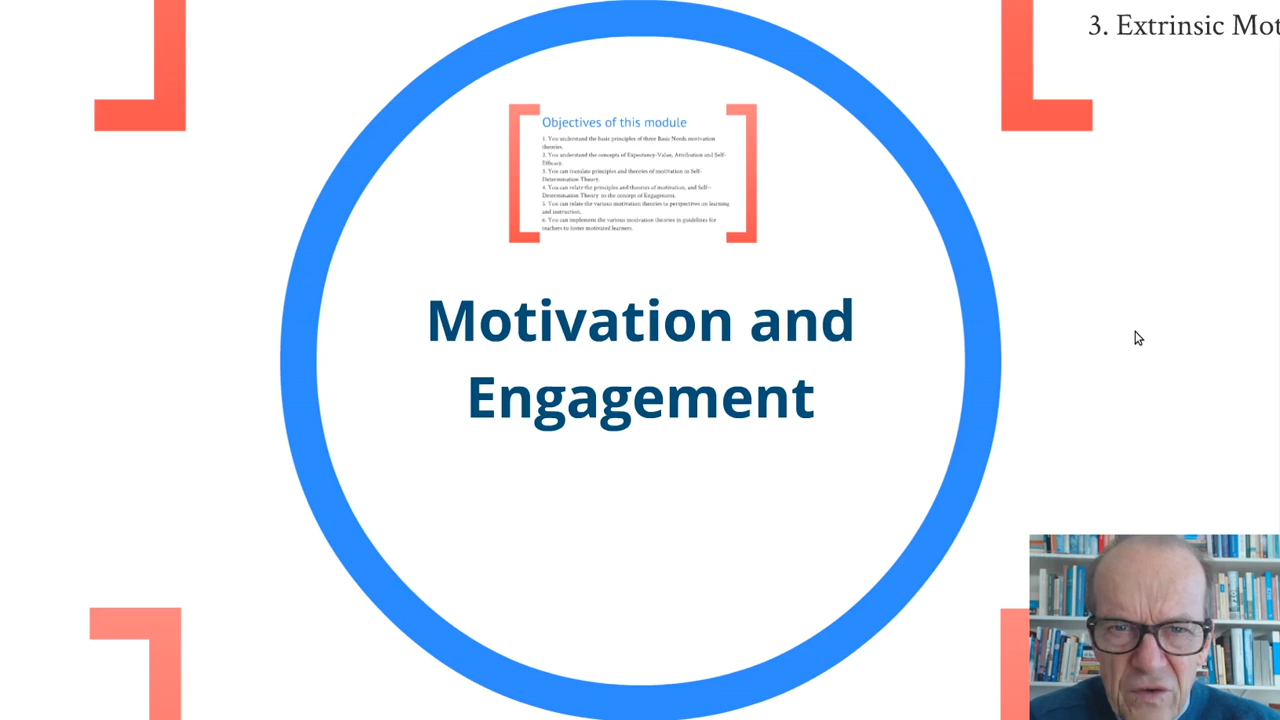 3. Extrinsic Mot
Objectives of this module
1. You understand the basic principles of three Basic Needs motivation
theories.
2. You understand the concepts of Expectancy-Value, Attribution and Self-
Efficacy.
3. You can translate principles and theories of motivation to Self-
Determination Theory.
4. You can relate the principles and theories of motivation, and Self-
Determination Theory to the concept of Engagement.
5. You can relate the various motivation theories to perspectives on learning
and instruction.
6. You can implement the various motivation theories in guidelines for
teachers to foster motivated learners.
Motivation and
Engagement